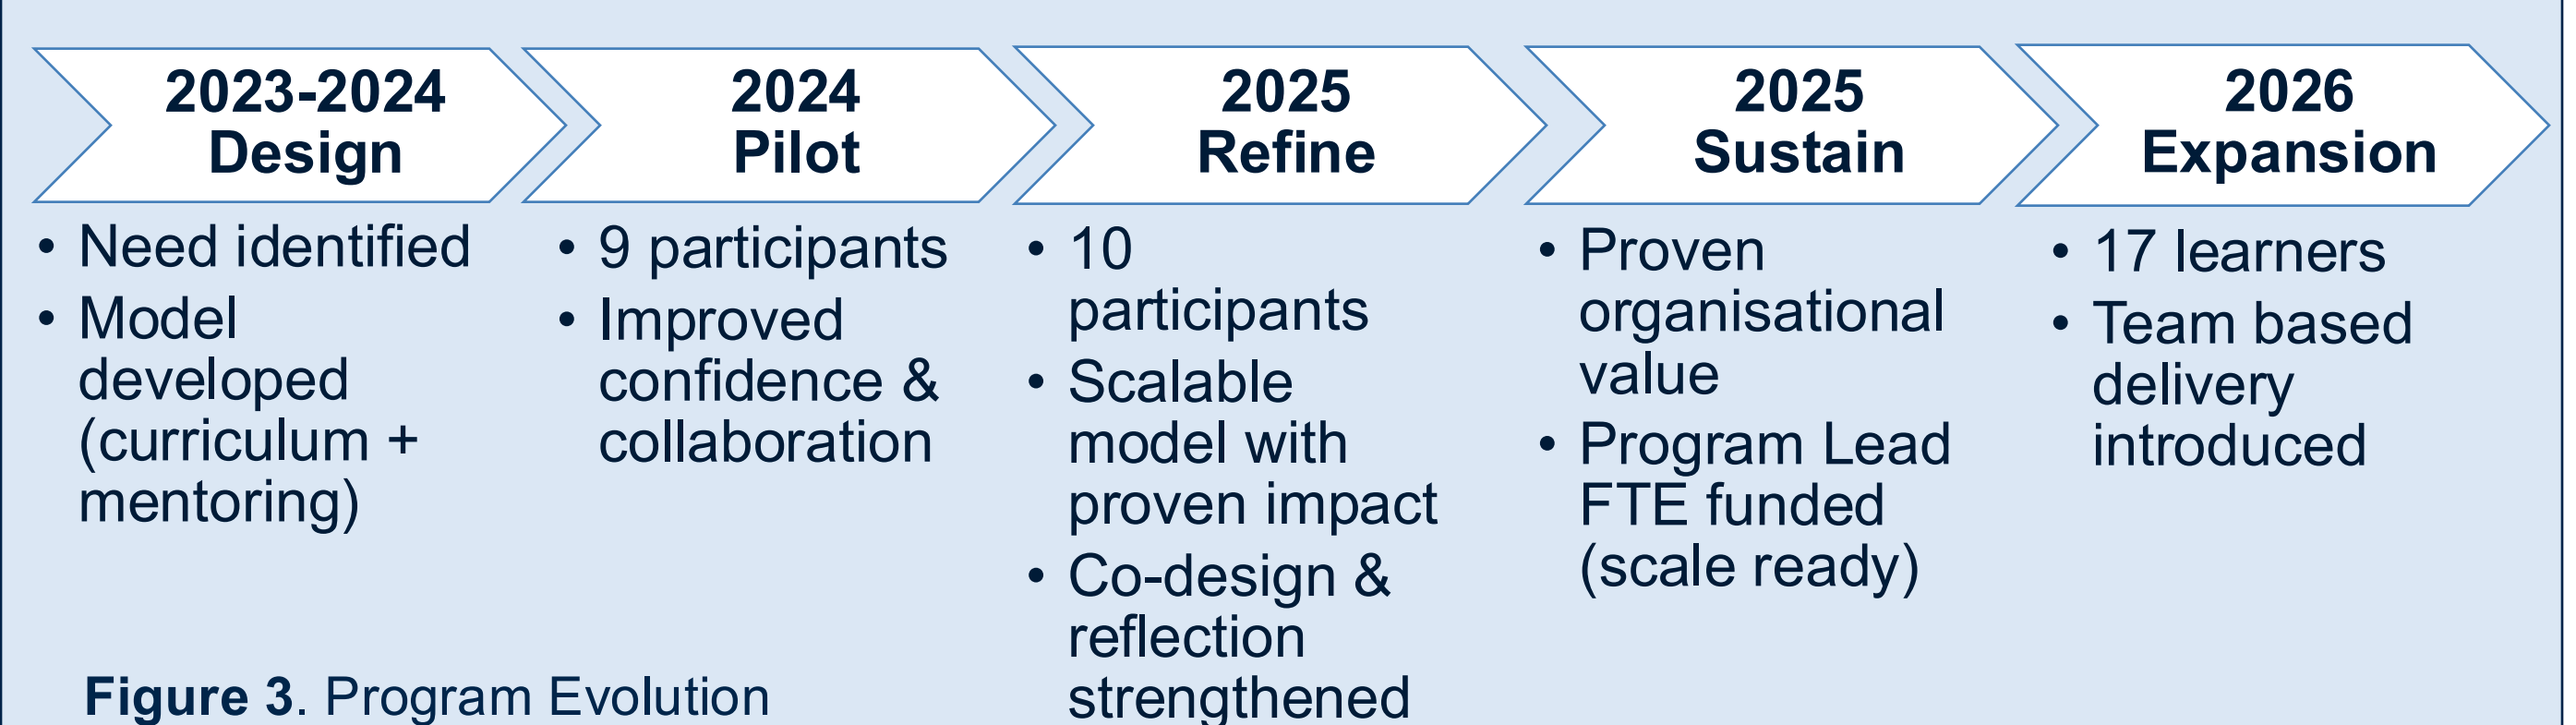 2023-2024
Design
• Need identified
• Model
developed
(curriculum +
mentoring)
2024
Pilot
• 9 participants
• Improved
confidence &
collaboration
2025
Refine
• 10
participants
• Scalable
model with
proven impact
• Co-design &
reflection
strengthened
2025
Sustain
• Proven
organisational
value
• Program Lead
FTE funded
(scale ready)
2026
Expansion
• 17 learners
• Team based
delivery
introduced
Figure 3. Program Evolution